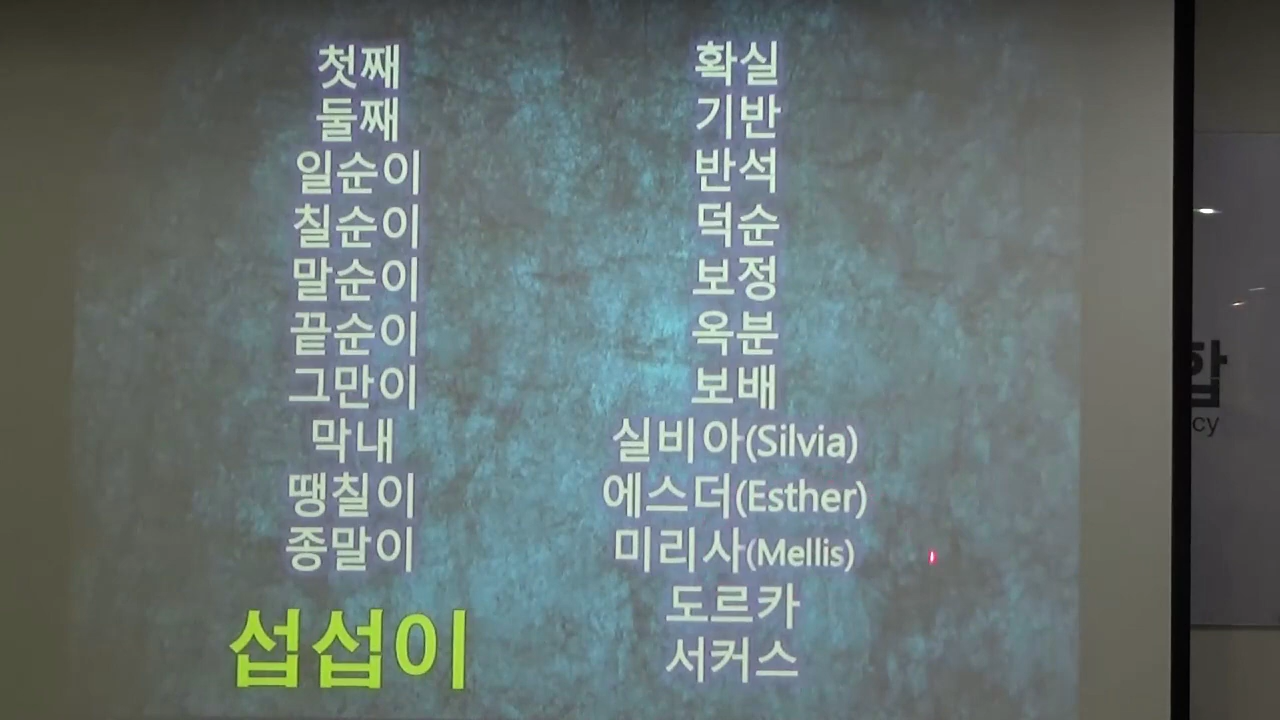 첫째
둘째
일순이
칠순이
말순이
끝순이
그만이
막내
땡칠이
종말이
섭섭이
확실
기반
반석
덕순
보정
옥분
보배
실비아(Silvia)
에스더(Esther)
미리사(Mellis)
도르카
서커스
합
cy